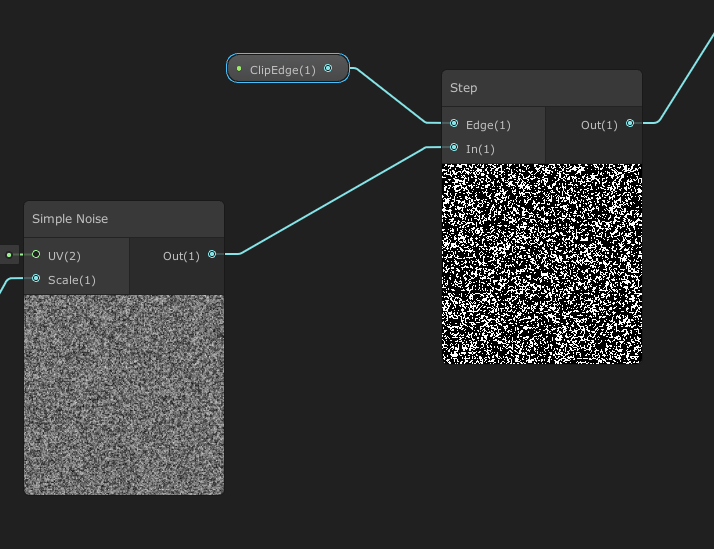 ClipEdge(1)
Step
Edge(1)
Out(1)
In(1)
Simple Noise
UV(2)
Out(1)
Scale(1)